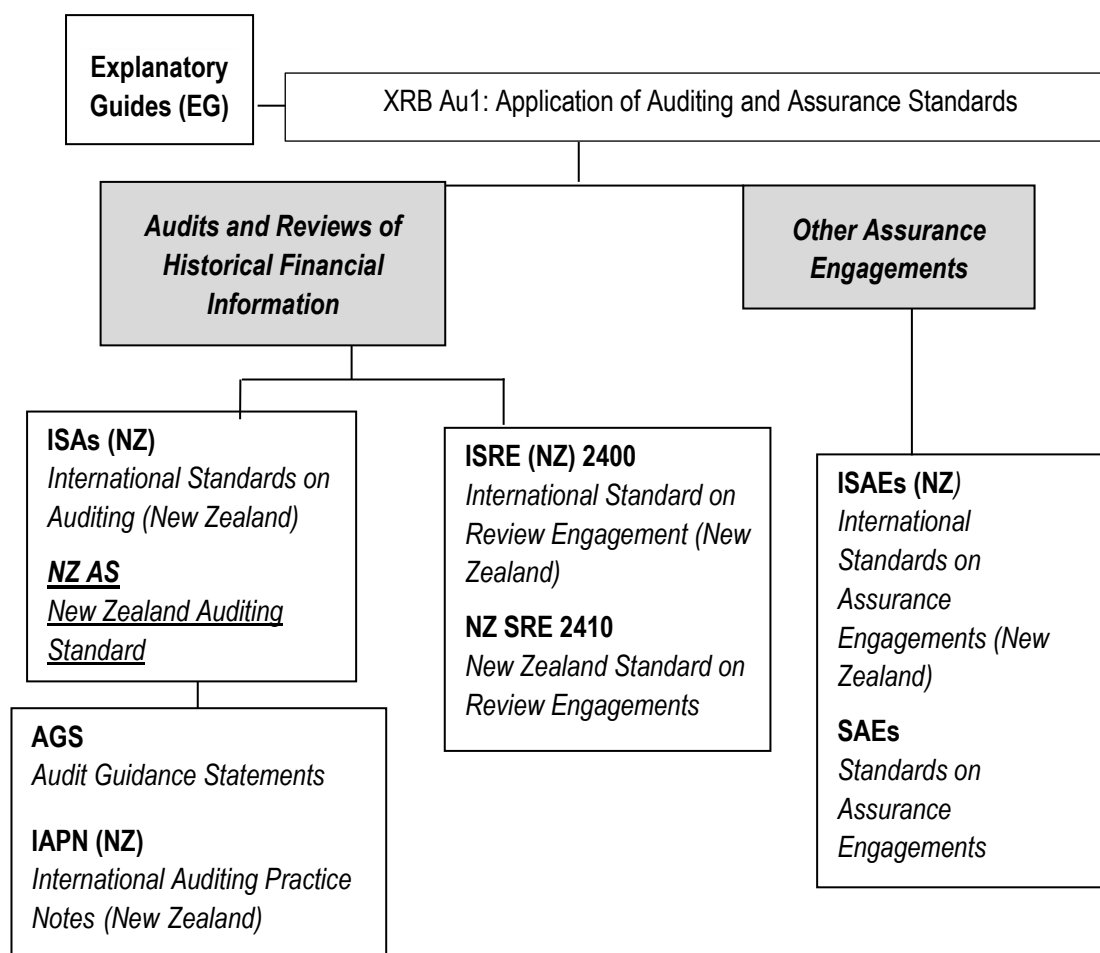 Explanatory
Guides (EG)
XRB Au1: Application of Auditing and Assurance Standards
Audits and Reviews of
Historical Financial
Information
Other Assurance
Engagements
ISAs (NZ)
International Standards on
Auditing (New Zealand)
NZ AS
New Zealand Auditing
Standard
ISRE (NZ) 2400
International Standard on
Review Engagement (New
Zealand)
NZ SRE 2410
New Zealand Standard on
Review Engagements
ISAEs (NZ)
International
Standards on
Assurance
Engagements (New
Zealand)
SAEs
Standards on
Assurance
Engagements
AGS
Audit Guidance Statements
IAPN (NZ)
International Auditing Practice
Notes (New Zealand)